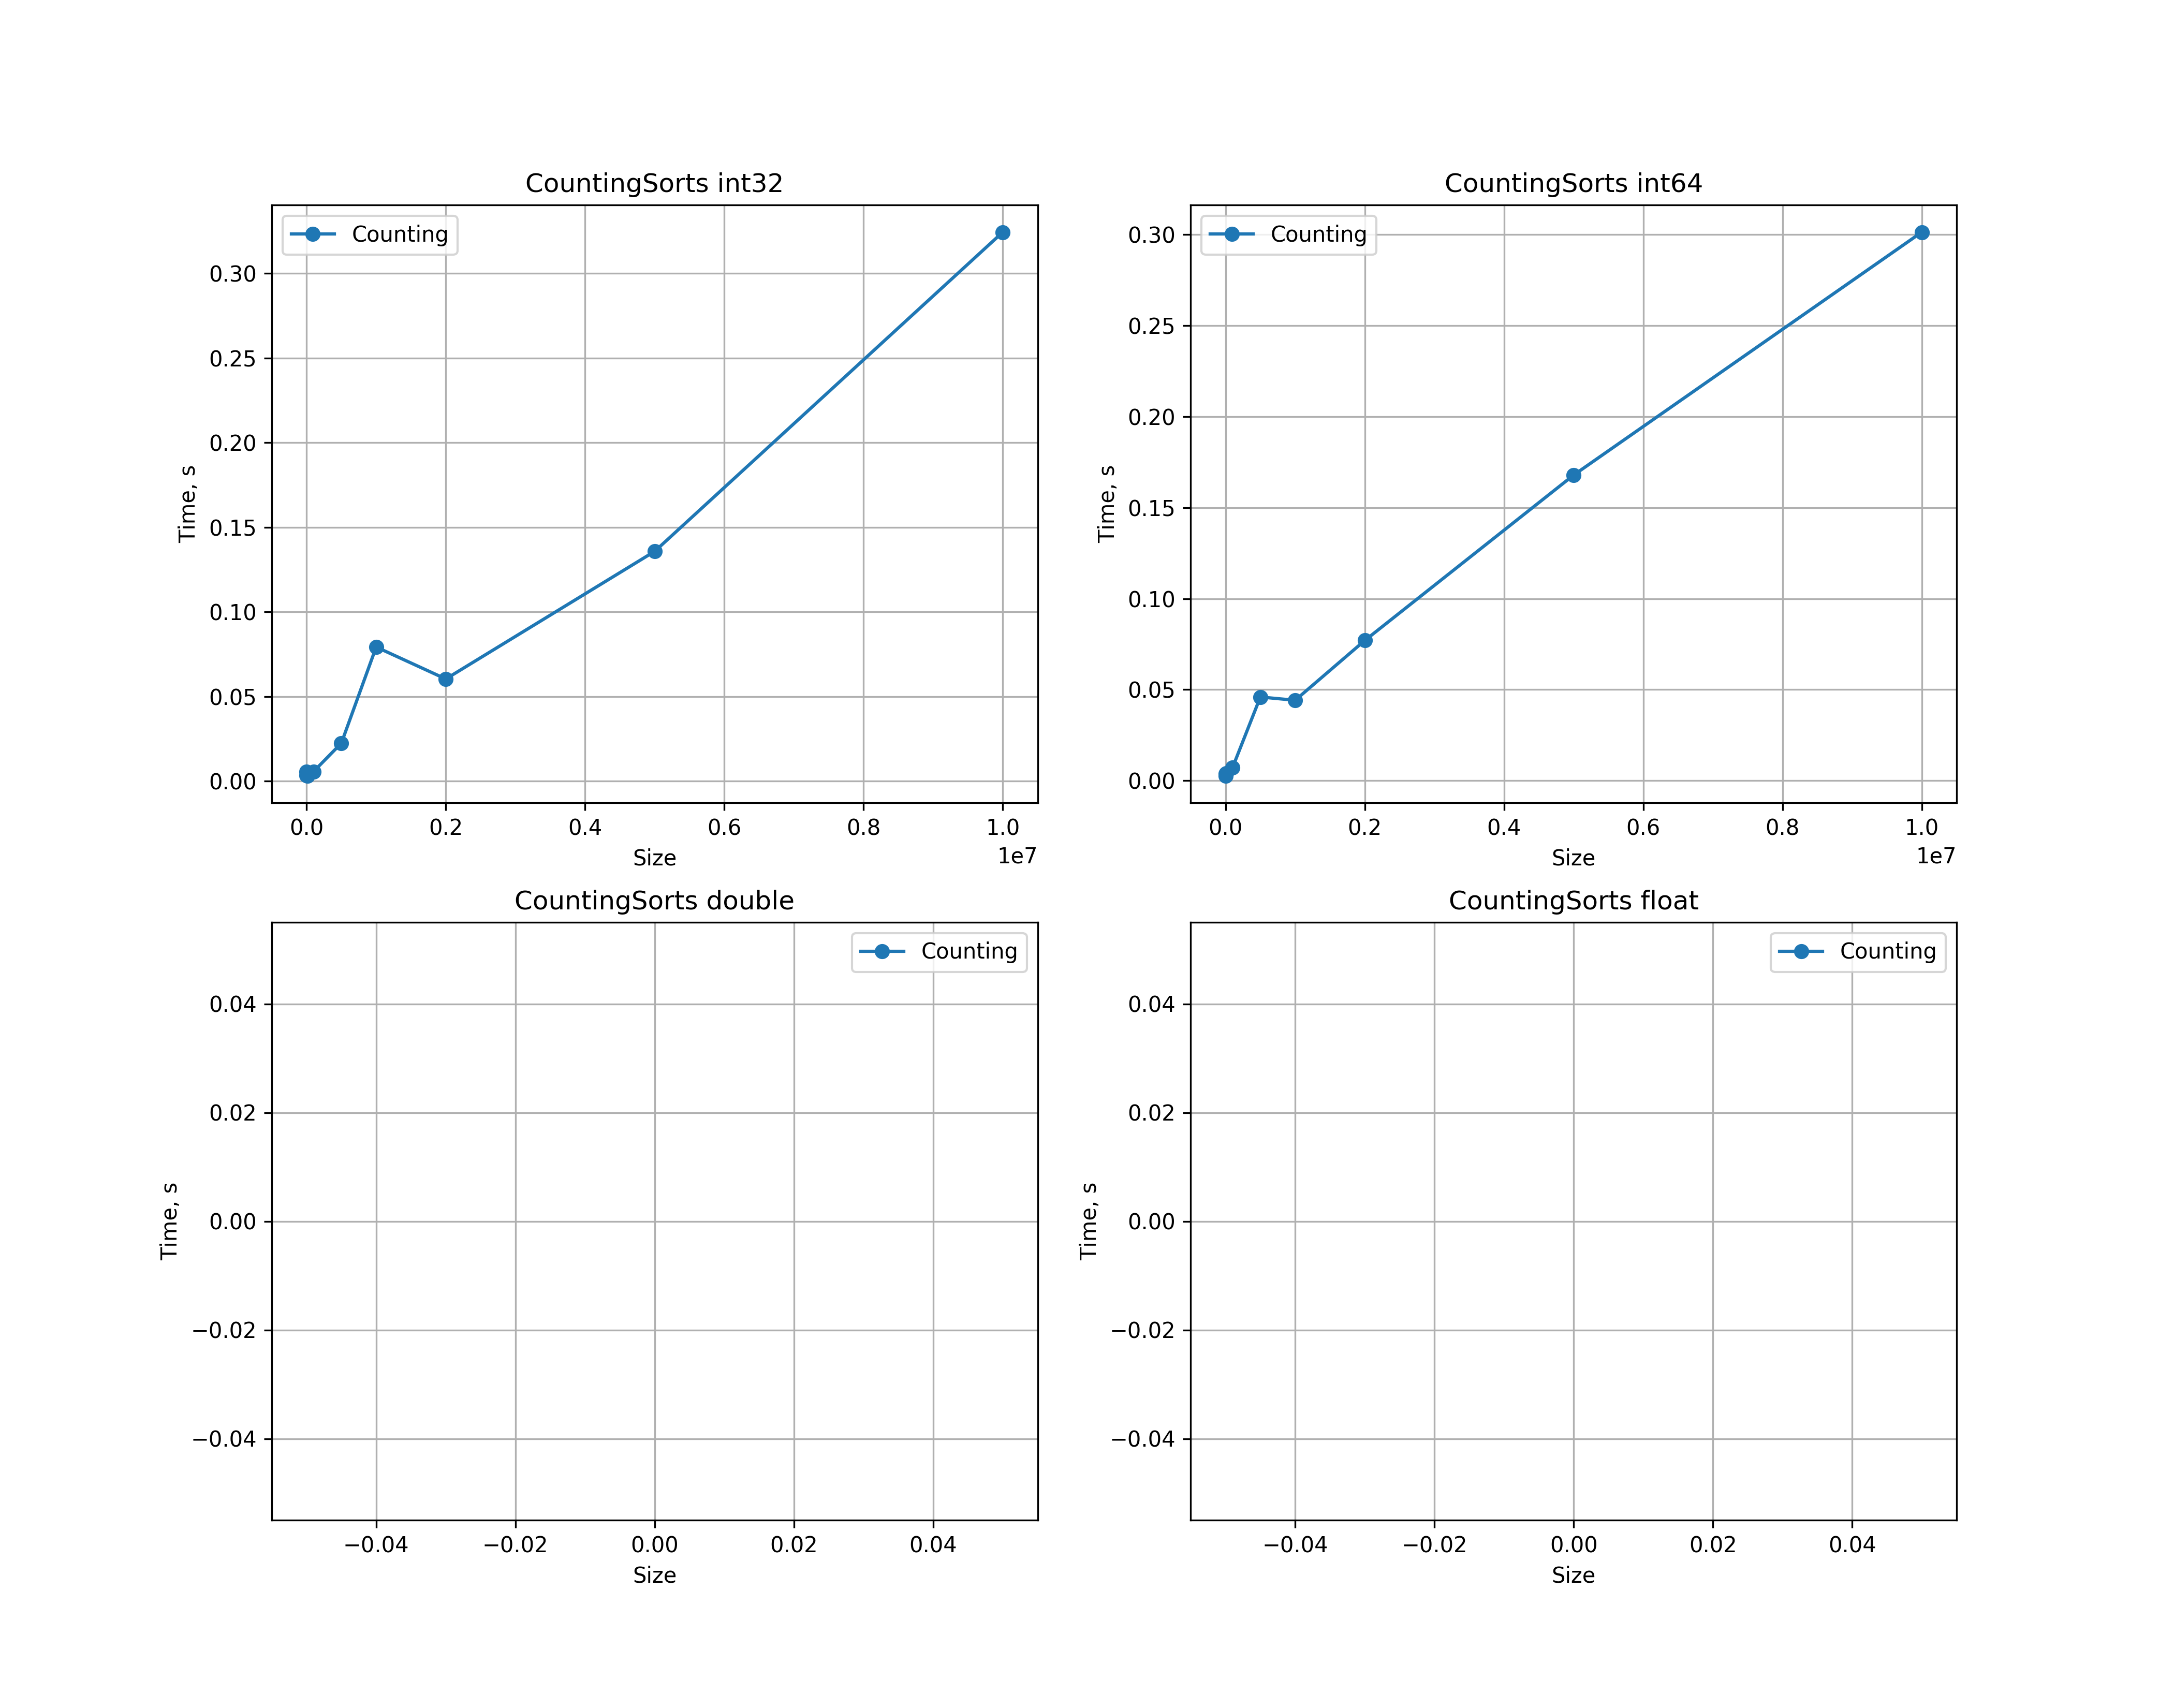 CountingSorts int32
Counting
Time, s
0.30
0.25
0.20
0.15
0.10
0.05
0.00
0.0 0.2 0.4 0.6 0.8 1.0
1e7
Size
CountingSorts int64
Counting
Time, s
0.30
0.25
0.20
0.15
0.10
0.05
0.00
0.0 0.2 0.4 0.6 0.8 1.0
1e7
Size
CountingSorts double
Counting
Time, s
0.04
0.02
0.00
−0.02
−0.04
−0.04 −0.02 0.00 0.02 0.04
Size
CountingSorts float
Counting
Time, s
0.04
0.02
0.00
−0.02
−0.04
−0.04 −0.02 0.00 0.02 0.04
Size